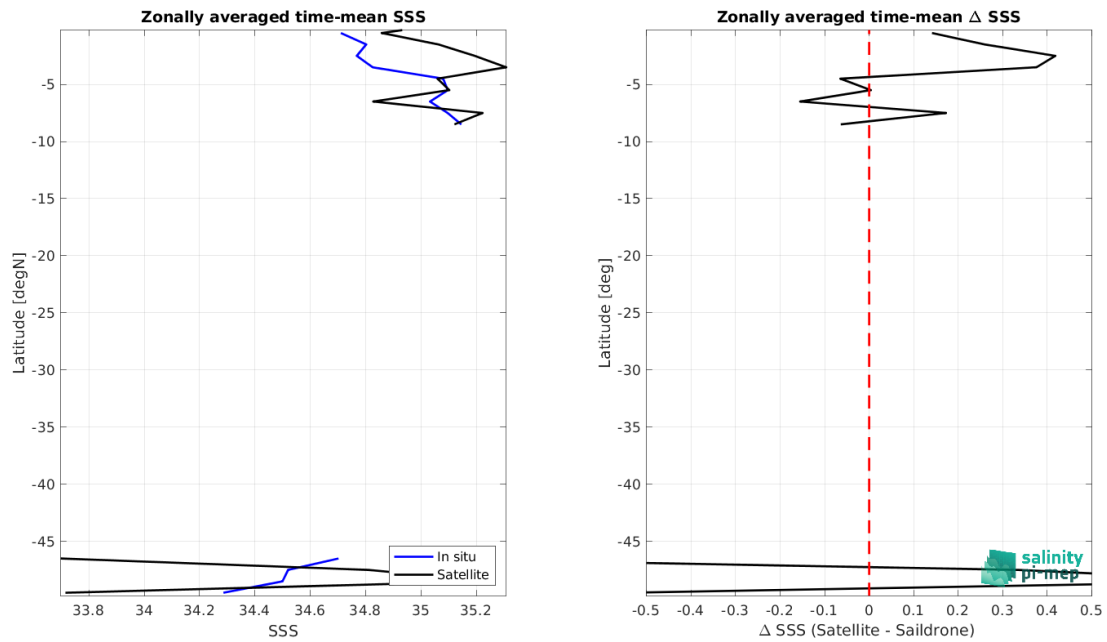 Zonally averaged time-mean SSS
-5
-10
-15
-20
-25
-30
-35
-40
-45
Latitude [degN]
33.8 34 34.2 34.4 34.6 34.8 35 35.2
SSS
In situ
Satellite
Zonally averaged time-mean Δ SSS
-5
-10
-15
-20
-25
-30
-35
-40
-45
Latitude [deg]
-0.5 -0.4 -0.3 -0.2 -0.1 0 0.1 0.2 0.3 0.4 0.5
Δ SSS (Satellite - Saildrone)
salinity
pi-mep